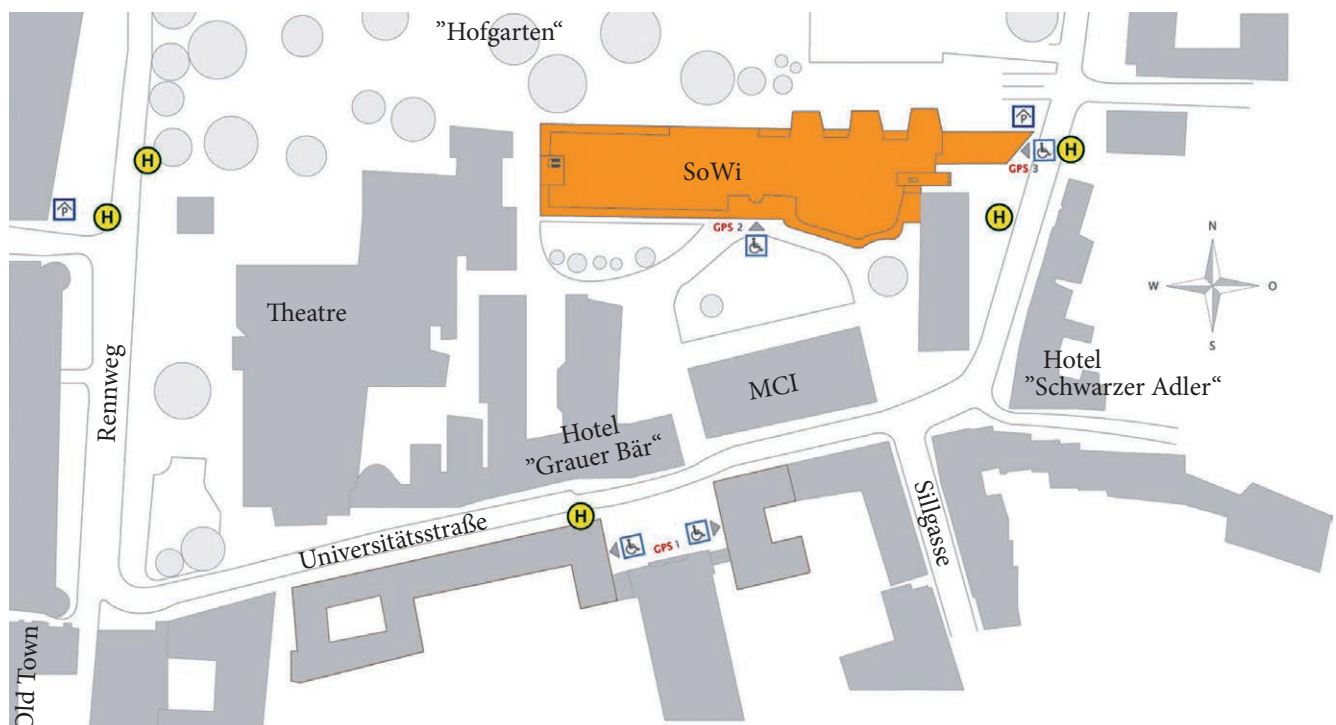 ”Hofgarten“
P
H
H
GPS 3
SoWi
P
H
H
GPS 2
N
W
O
S
Theatre
Rennweg
Hotel
”Schwarzer Adler“
MCI
Hotel
”Grauer Bär“
Sillgasse
H
Universitätsstraße
GPS 1
Old Town